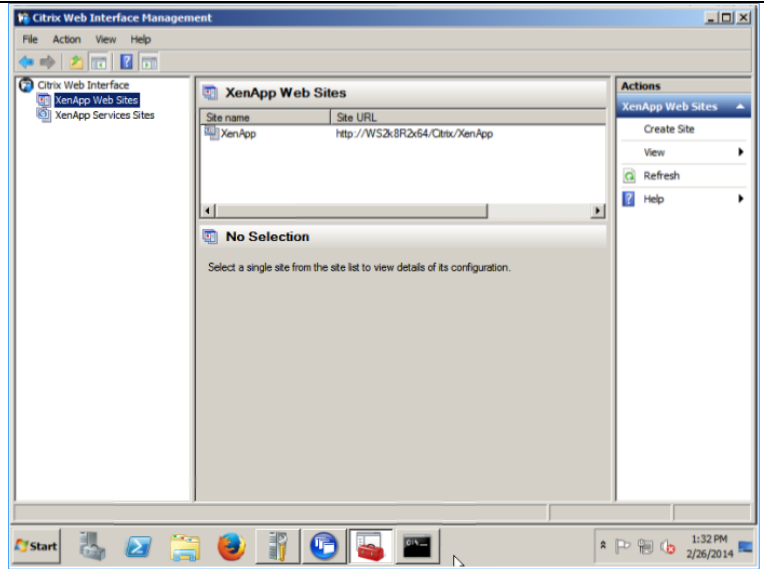 Citrix Web Interface Management
File Action View Help
Citrix Web Interface
XenApp Web Sites
XenApp Services Sites
XenApp Web Sites
Site name Site URL
XenApp http://WS2k8R2x64/Citrix/XenApp
No Selection
Select a single site from the site list to view details of its configuration.
Actions
XenApp Web Sites
Create Site
View
Refresh
Help
Start
1:32 PM
2/26/2014